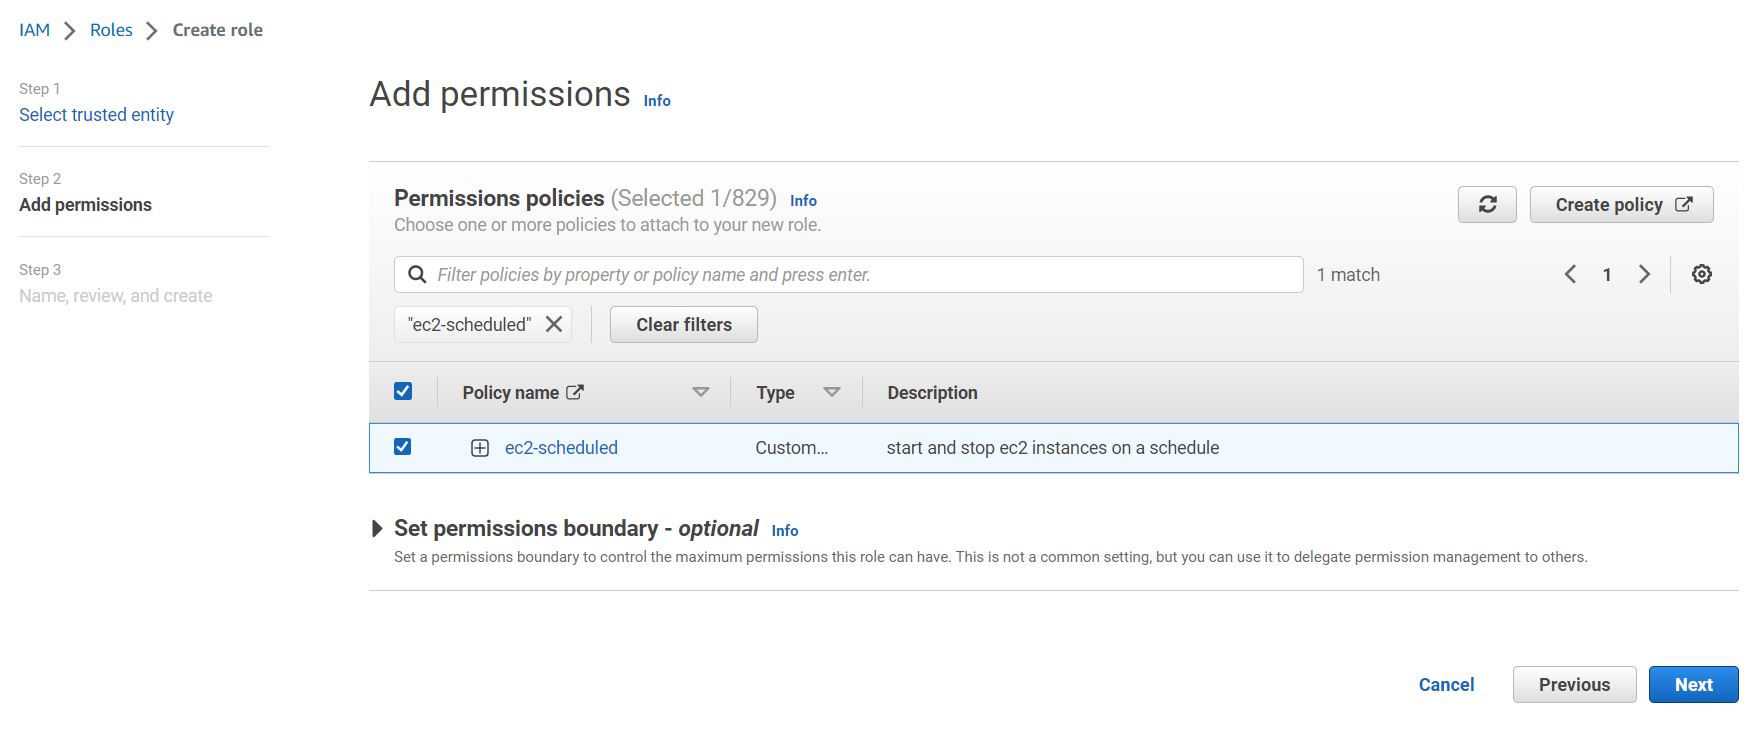 IAM > Roles > Create role
Step 1
Select trusted entity
Step 2
Add permissions
Step 3
Name, review, and create
Add permissions Info
Permissions policies (Selected 1/829) Info
Choose one or more policies to attach to your new role.
Create policy
Filter policies by property or policy name and press enter.
1 match
1
"ec2-scheduled"
Clear filters
Policy name Type Description
ec2-scheduled Custom... start and stop ec2 instances on a schedule
Set permissions boundary - optional Info
Set a permissions boundary to control the maximum permissions this role can have. This is not a common setting, but you can use it to delegate permission management to others.
Cancel Previous Next